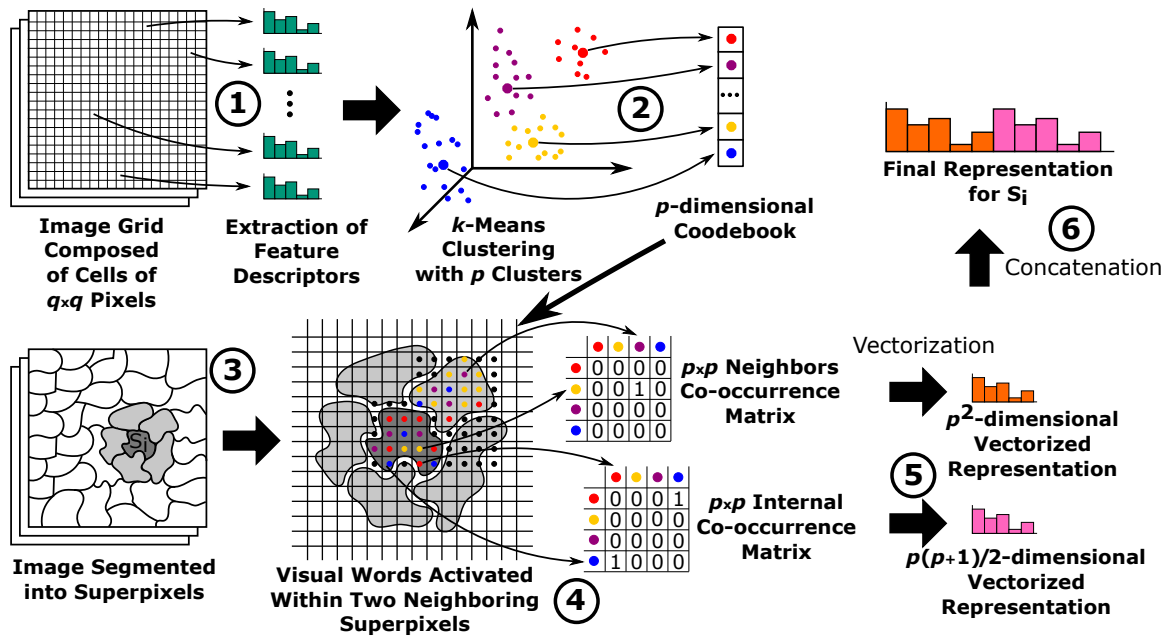 1
Image Grid
Composed
of Cells of
q×q Pixels
Extraction of
Feature
Descriptors
2
k-Means
Clustering
with p Clusters
...
p-dimensional
Coodebook
3
Si
Image Segmented
into Superpixels
Visual Words Activated
Within Two Neighboring
Superpixels
4
0 0 0 0
0 0 1 0
0 0 0 0
0 0 0 0
p×p Neighbors
Co-occurrence
Matrix
0 0 0 1
0 0 0 0
0 0 0 0
1 0 0 0
p×p Internal
Co-occurrence
Matrix
Vectorization
p²-dimensional
Vectorized
Representation
5
p(p+1)/2-dimensional
Vectorized
Representation
6
Concatenation
Final Representation
for Si